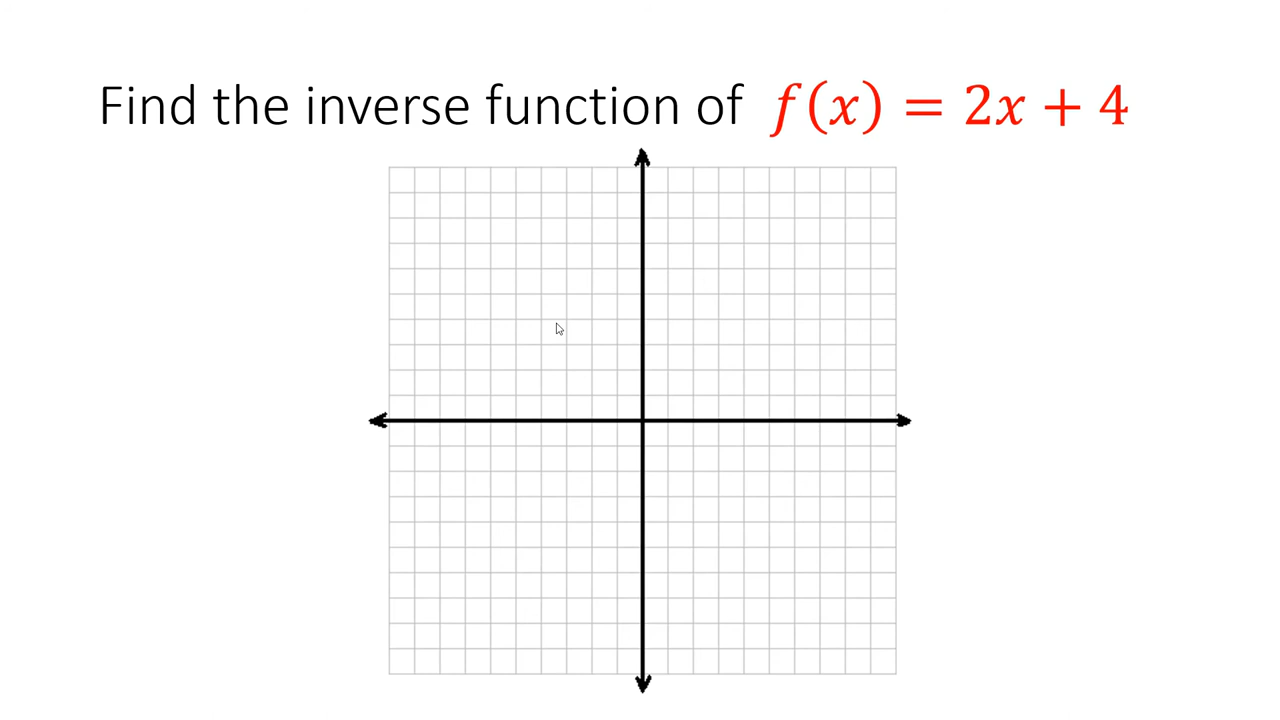 Find the inverse function of f(x) = 2x + 4